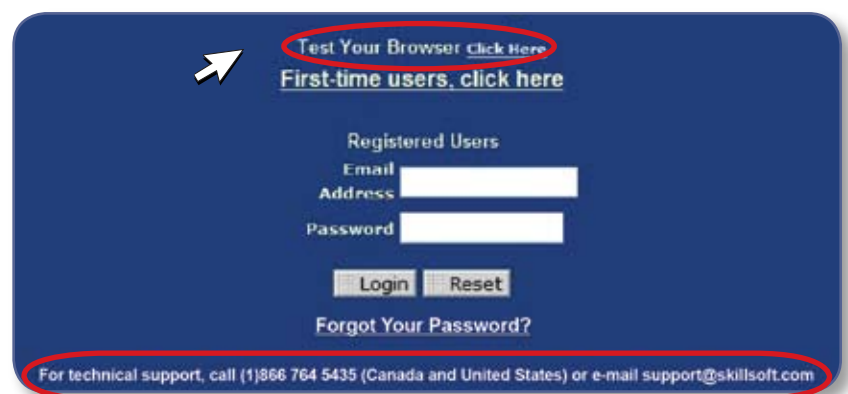 Test Your Browser Click Here
First-time users, click here
Registered Users
Email
Address
Password
Login Reset
Forgot Your Password?
For technical support, call (1)866 764 5435 (Canada and United States) or e-mail support@skillsoft.com